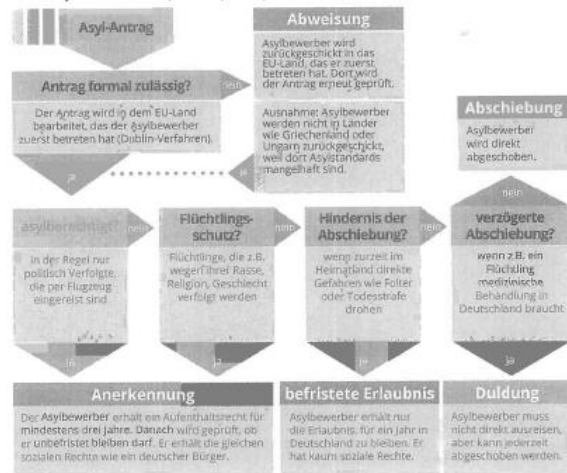 Asyl-Antrag
Abweisung
Asylbewerber wird
zurückgeschickt in das
EU-Land, das er zuerst
betreten hat. Dort wird
der Antrag erneut geprüft.
Antrag formal zulässig?
nein
Der Antrag wird in dem EU-Land
bearbeitet, das der Asylbewerber
zuerst betreten hat (Dublin-Verfahren).
Ausnahme: Asylbewerber
werden nicht in Länder
wie Griechenland oder
Ungarn zurückgeschickt,
weil dort Asylstandards
mangelhaft sind.
ja
ja
Abschiebung
Asylbewerber
wird direkt
abgeschoben.
nein
asylberechtigt?
nein
In der Regel nur
politisch Verfolgte,
die per Flugzeug
eingereist sind
ja
Flüchtlings-
schutz?
nein
Flüchtlinge, die z.B.
wegen ihrer Rasse,
Religion, Geschlecht
verfolgt werden
ja
Hindernis der
Abschiebung?
nein
wenn zurzeit im
Heimatland direkte
Gefahren wie Folter
oder Todesstrafe
drohen
ja
verzögerte
Abschiebung?
wenn z.B. ein
Flüchtling
medizinische
Behandlung in
Deutschland braucht
ja
Anerkennung
Der Asylbewerber erhält ein Aufenthaltsrecht für
mindestens drei Jahre. Danach wird geprüft, ob
er unbefristet bleiben darf. Er erhält die gleichen
sozialen Rechte wie ein deutscher Bürger.
befristete Erlaubnis
Asylbewerber erhält nur
die Erlaubnis, für ein Jahr in
Deutschland zu bleiben. Er
hat kaum soziale Rechte.
Duldung
Asylbewerber muss
nicht direkt ausreisen,
aber kann jederzeit
abgeschoben werden.